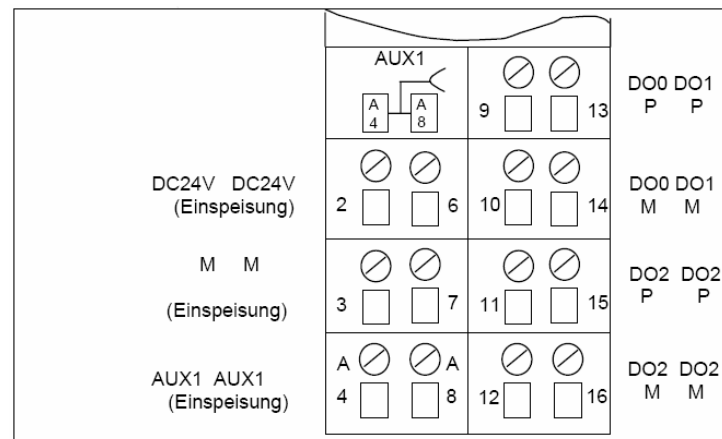 AUX1
A A
4 8
9 13
DO0 DO1
P P
DC24V DC24V
(Einspeisung)
2 6 10 14
DO0 DO1
M M
M M
(Einspeisung)
3 7 11 15
DO2 DO2
P P
AUX1 AUX1
(Einspeisung)
A A
4 8 12 16
DO2 DO2
M M